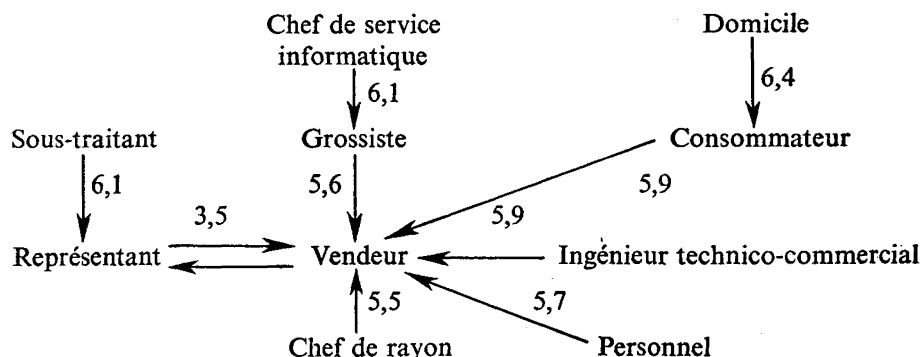 Chef de service
informatique
Domicile
6,1
6,4
Sous-traitant
Grossiste
Consommateur
6,1
5,6
5,9
3,5
5,9
Représentant
Vendeur
Ingénieur technico-commercial
5,5
5,7
Chef de rayon
Personnel